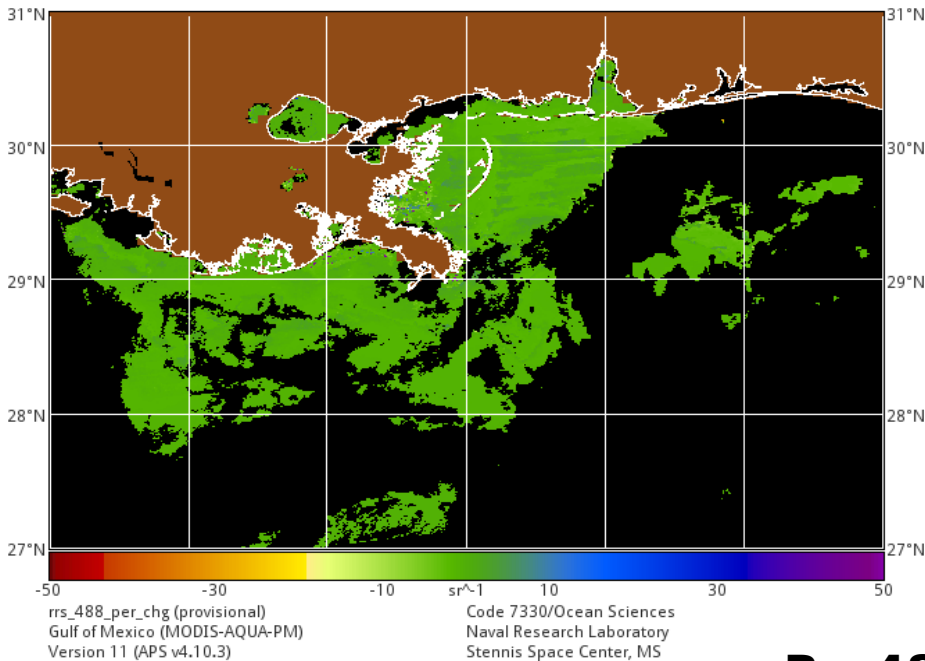 31°N 31°N
30°N 30°N
29°N 29°N
28°N 28°N
27°N 27°N
-50 -30 -10 sr^-1 10 30 50
rrs_488_per_chg (provisional) Code 7330/Ocean Sciences
Gulf of Mexico (MODIS-AQUA-PM) Naval Research Laboratory
Version 11 (APS v4.10.3) Stennis Space Center, MS